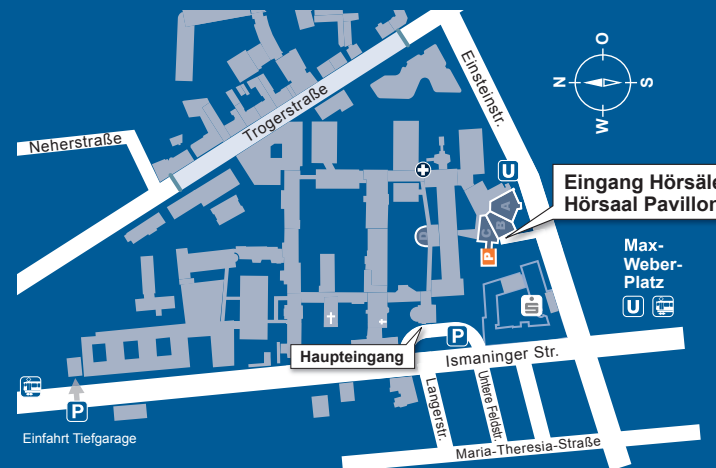 O
N
S
W
Einsteinstr.
Trogerstraße
Neherstraße
U
Eingang Hörsäle
Hörsaal Pavillon
A
B
C
D
P
Max-
Weber-
Platz
U
S
P
Haupteingang
Ismaninger Str.
Langerstr.
Untere Feldstr.
Maria-Theresia-Straße
P
Einfahrt Tiefgarage